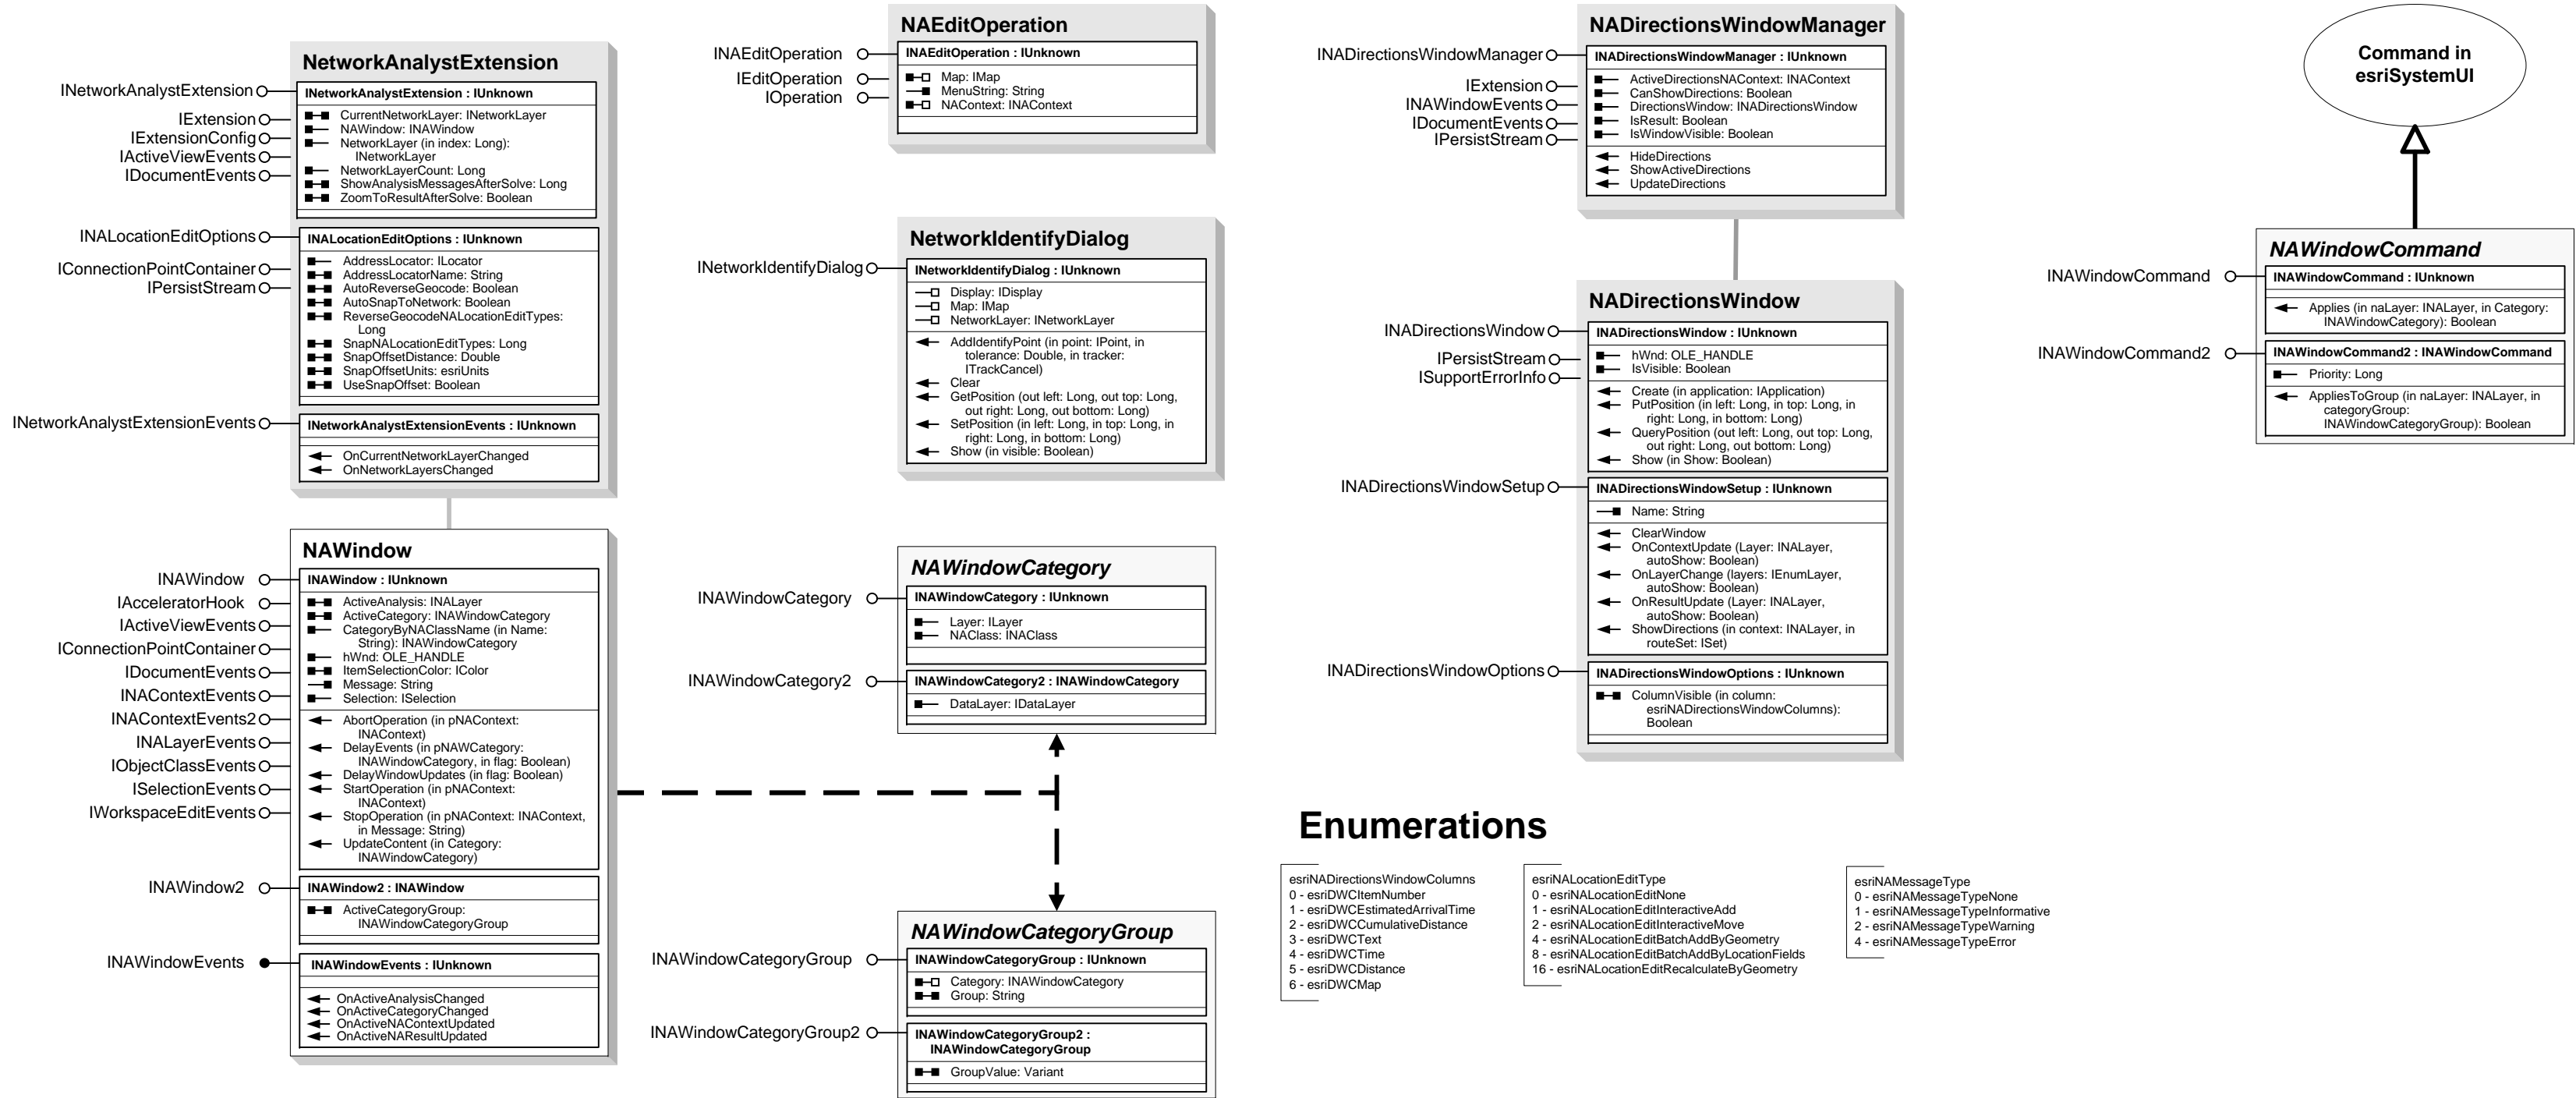 NetworkAnalystExtension
INetworkAnalystExtension
IExtension
IExtensionConfig
IActiveViewEvents
IDocumentEvents
INetworkAnalystExtension : IUnknown
CurrentNetworkLayer: INetworkLayer
NAWindow: INAWindow
NetworkLayer (in index: Long):
INetworkLayer
NetworkLayerCount: Long
ShowAnalysisMessagesAfterSolve: Long
ZoomToResultAfterSolve: Boolean
INALocationEditOptions
IConnectionPointContainer
IPersistStream
INALocationEditOptions : IUnknown
AddressLocator: ILocator
AddressLocatorName: String
AutoReverseGeocode: Boolean
AutoSnapToNetwork: Boolean
ReverseGeocodeNALocationEditTypes:
Long
SnapNALocationEditTypes: Long
SnapOffsetDistance: Double
SnapOffsetUnits: esriUnits
UseSnapOffset: Boolean
INetworkAnalystExtensionEvents
INetworkAnalystExtensionEvents : IUnknown
OnCurrentNetworkLayerChanged
OnNetworkLayersChanged
NAWindow
INAWindow
IAcceleratorHook
IActiveViewEvents
IConnectionPointContainer
IDocumentEvents
INAContextEvents
INAContextEvents2
INALayerEvents
IObjectClassEvents
ISelectionEvents
IWorkspaceEditEvents
INAWindow : IUnknown
ActiveAnalysis: INALayer
ActiveCategory: INAWindowCategory
CategoryByNAClassName (in Name:
String): INAWindowCategory
hWnd: OLE_HANDLE
ItemSelectionColor: IColor
Message: String
Selection: ISelection
AbortOperation (in pNAContext:
INAContext)
DelayEvents (in pNAWCategory:
INAWindowCategory, in flag: Boolean)
DelayWindowUpdates (in flag: Boolean)
StartOperation (in pNAContext:
INAContext)
StopOperation (in pNAContext: INAContext,
in Message: String)
UpdateContent (in Category:
INAWindowCategory)
INAWindow2
INAWindow2 : INAWindow
ActiveCategoryGroup:
INAWindowCategoryGroup
INAWindowEvents
INAWindowEvents : IUnknown
OnActiveAnalysisChanged
OnActiveCategoryChanged
OnActiveNAContextUpdated
OnActiveNAResultUpdated
NAEditOperation
INAEditOperation
IEditOperation
IOperation
INAEditOperation : IUnknown
Map: IMap
MenuString: String
NAContext: INAContext
NetworkIdentifyDialog
INetworkIdentifyDialog
INetworkIdentifyDialog : IUnknown
Display: IDisplay
Map: IMap
NetworkLayer: INetworkLayer
AddIdentifyPoint (in point: IPoint, in
tolerance: Double, in tracker:
ITrackCancel)
Clear
GetPosition (out left: Long, out top: Long,
out right: Long, out bottom: Long)
SetPosition (in left: Long, in top: Long, in
right: Long, in bottom: Long)
Show (in visible: Boolean)
NAWindowCategory
INAWindowCategory
INAWindowCategory : IUnknown
Layer: ILayer
NAClass: INAClass
INAWindowCategory2
INAWindowCategory2 : INAWindowCategory
DataLayer: IDataLayer
NAWindowCategoryGroup
INAWindowCategoryGroup
INAWindowCategoryGroup : IUnknown
Category: INAWindowCategory
Group: String
INAWindowCategoryGroup2
INAWindowCategoryGroup2 :
INAWindowCategoryGroup
GroupValue: Variant
NADirectionsWindowManager
INADirectionsWindowManager
IExtension
INAWindowEvents
IDocumentEvents
IPersistStream
INADirectionsWindowManager : IUnknown
ActiveDirectionsNAContext: INAContext
CanShowDirections: Boolean
DirectionsWindow: INADirectionsWindow
IsResult: Boolean
IsWindowVisible: Boolean
HideDirections
ShowActiveDirections
UpdateDirections
NADirectionsWindow
INADirectionsWindow
IPersistStream
ISupportErrorInfo
INADirectionsWindow : IUnknown
hWnd: OLE_HANDLE
IsVisible: Boolean
Create (in application: IApplication)
PutPosition (in left: Long, in top: Long, in
right: Long, in bottom: Long)
QueryPosition (out left: Long, out top: Long,
out right: Long, out bottom: Long)
Show (in Show: Boolean)
INADirectionsWindowSetup
INADirectionsWindowSetup : IUnknown
Name: String
ClearWindow
OnContextUpdate (Layer: INALayer,
autoShow: Boolean)
OnLayerChange (layers: IEnumLayer,
autoShow: Boolean)
OnResultUpdate (Layer: INALayer,
autoShow: Boolean)
ShowDirections (in context: INALayer, in
routeSet: ISet)
INADirectionsWindowOptions
INADirectionsWindowOptions : IUnknown
ColumnVisible (in column:
esriNADirectionsWindowColumns):
Boolean
Command in
esriSystemUI
NAWindowCommand
INAWindowCommand
INAWindowCommand : IUnknown
Applies (in naLayer: INALayer, in Category:
INAWindowCategory): Boolean
INAWindowCommand2
INAWindowCommand2 : INAWindowCommand
Priority: Long
AppliesToGroup (in naLayer: INALayer, in
categoryGroup:
INAWindowCategoryGroup): Boolean
Enumerations
esriNADirectionsWindowColumns
0 - esriDWCItemNumber
1 - esriDWCEstimatedArrivalTime
2 - esriDWCCumulativeDistance
3 - esriDWCText
4 - esriDWCTime
5 - esriDWCDistance
6 - esriDWCMap
esriNALocationEditType
0 - esriNALocationEditNone
1 - esriNALocationEditInteractiveAdd
2 - esriNALocationEditInteractiveMove
4 - esriNALocationEditBatchAddByGeometry
8 - esriNALocationEditBatchAddByLocationFields
16 - esriNALocationEditRecalculateByGeometry
esriNAMessageType
0 - esriNAMessageTypeNone
1 - esriNAMessageTypeInformative
2 - esriNAMessageTypeWarning
4 - esriNAMessageTypeError